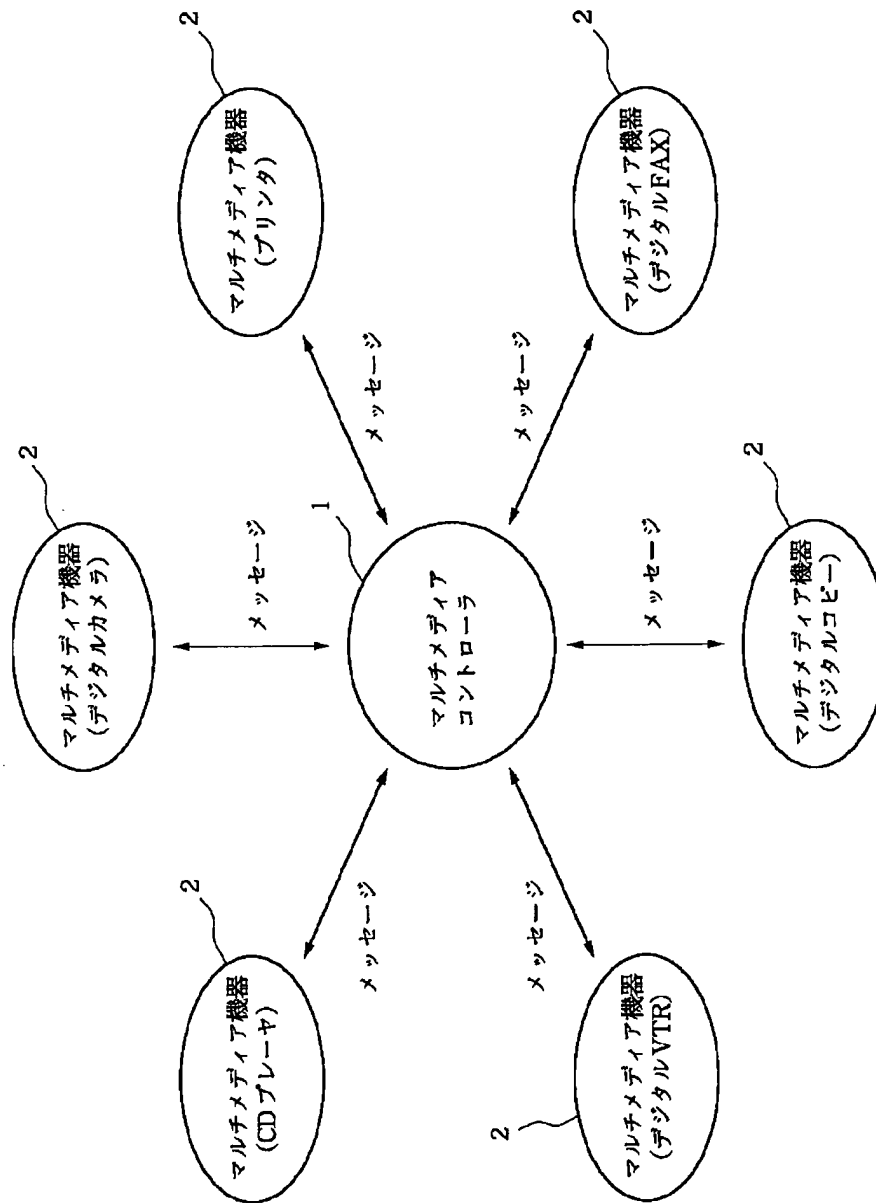 マルチメディア機器
(デジタルカメラ)
2
マルチメディア機器
(CDプレーヤ)
2
マルチメディア機器
(プリンタ)
2
メッセージ
メッセージ
メッセージ
1
マルチメディア
コントローラ
メッセージ
メッセージ
メッセージ
2
マルチメディア機器
(デジタルVTR)
マルチメディア機器
(デジタルFAX)
2
マルチメディア機器
(デジタルコピー)
2